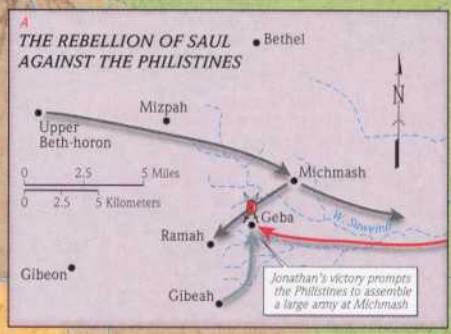 A
THE REBELLION OF SAUL
AGAINST THE PHILISTINES
Bethel
N
Mizpah
Upper
Beth-horon
0 2.5 5 Miles
0 2.5 5 Kilometers
Michmash
Geba
W. Suweinit
Ramah
Gibeon
Gibeah
Jonathan's victory prompts
the Philistines to assemble
a large army at Michmash